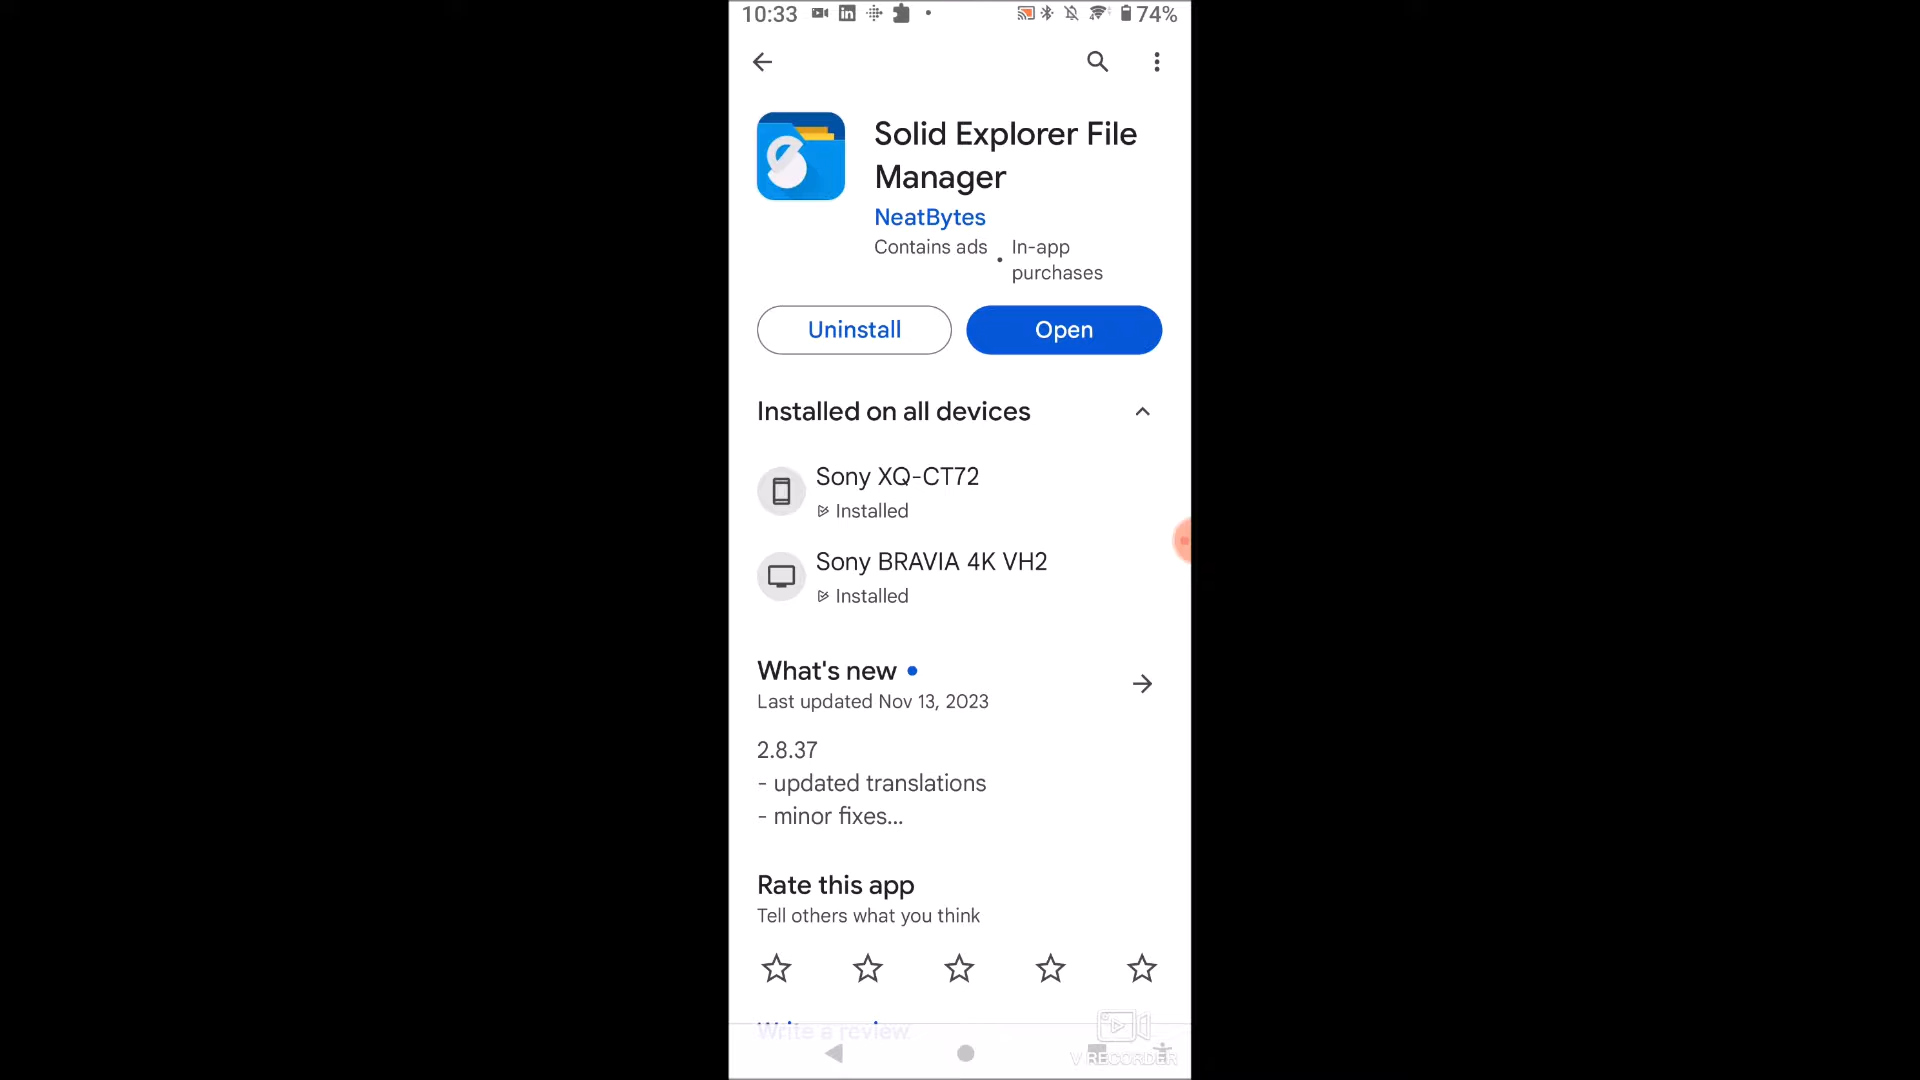 10:33
74%
Solid Explorer File
Manager
NeatBytes
Contains ads • In-app
purchases
Uninstall
Open
Installed on all devices
Sony XQ-CT72
Installed
Sony BRAVIA 4K VH2
Installed
What's new
Last updated Nov 13, 2023
2.8.37
- updated translations
- minor fixes...
Rate this app
Tell others what you think
Write a review
V RECORDER